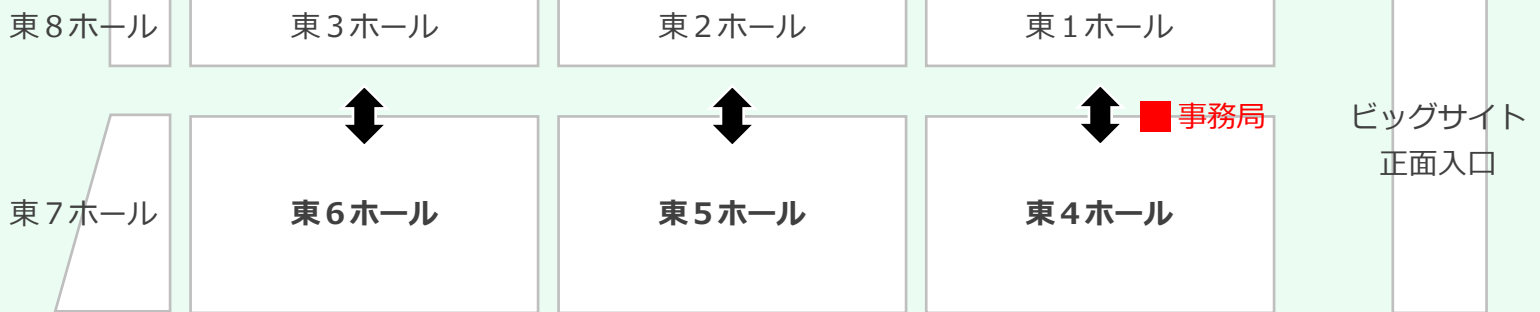 東８ホール
東３ホール
東２ホール
東１ホール
事務局
ビッグサイト
正面入口
東７ホール
東６ホール
東５ホール
東４ホール